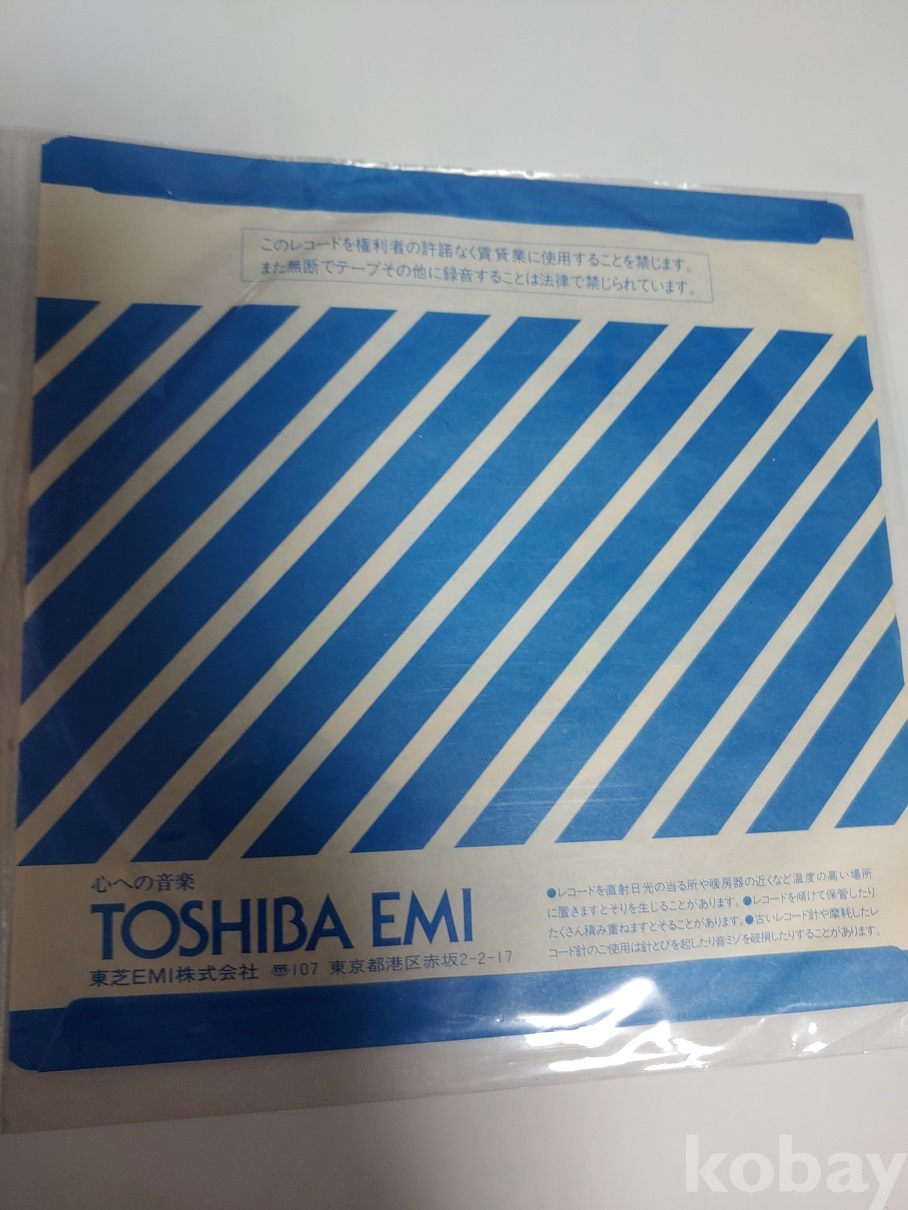 このレコードを権利者の許諾なく賃貸業に使用することを禁じます。
また無断でテープその他に録音することは法律で禁じられています。
心への音楽
TOSHIBA EMI
東芝EMI株式会社 〠107 東京都港区赤坂2-2-17
●レコードを直射日光の当る所や暖房器の近くなど温度の高い場所
に置きますとそりを生じることがあります。●レコードを傾けて保管したり
たくさん積み重ねますとそることがあります。●古いレコード針や摩耗したレ
コード針のご使用は針とびを起したり音ミゾを破損したりすることがあります。
kobay